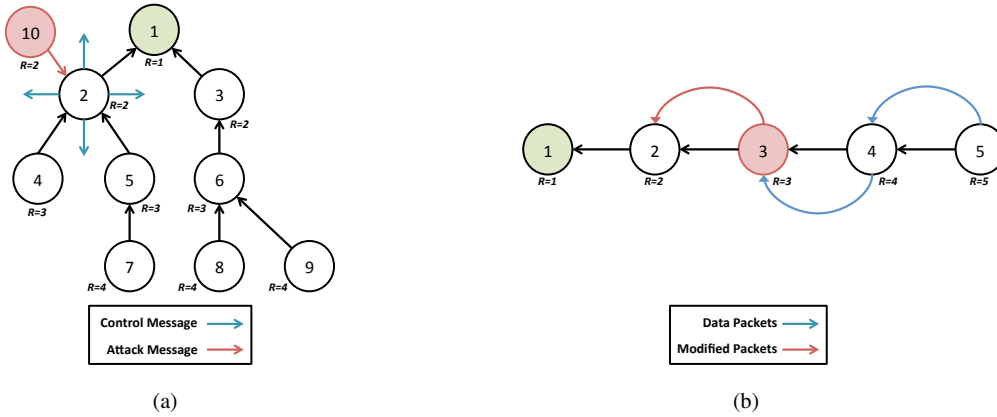 10
1
R=2
R=1
2
R=2
3
R=2
4
R=3
5
R=3
6
R=3
7
R=4
8
R=4
9
R=4
Control Message
Attack Message
(a)
1
R=1
2
R=2
3
R=3
4
R=4
5
R=5
Data Packets
Modified Packets
(b)